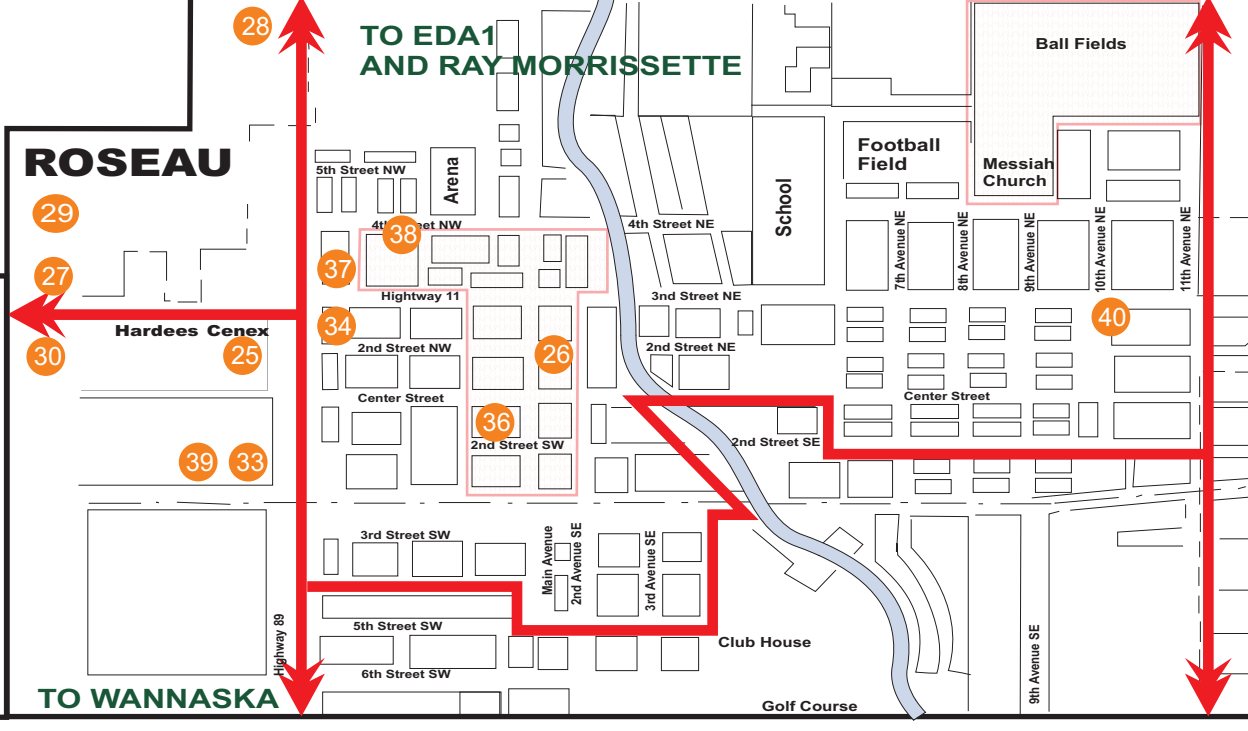 28
TO EDA1
AND RAY MORRISSETTE
Ball Fields
ROSEAU
5th Street NW
Arena
Football
Field
Messiah
Church
School
29
4th Street NW
38
4th Street NE
7th Avenue NE
8th Avenue NE
9th Avenue NE
10th Avenue NE
11th Avenue NE
27
37
Hightway 11
3nd Street NE
Hardees Cenex
34
40
30
25
2nd Street NW
26
2nd Street NE
Center Street
Center Street
36
2nd Street SW
2nd Street SE
39
33
3rd Street SW
Main Avenue
2nd Avenue SE
3rd Avenue SE
Highway 89
5th Street SW
Club House
9th Avenue SE
6th Street SW
TO WANNASKA
Golf Course